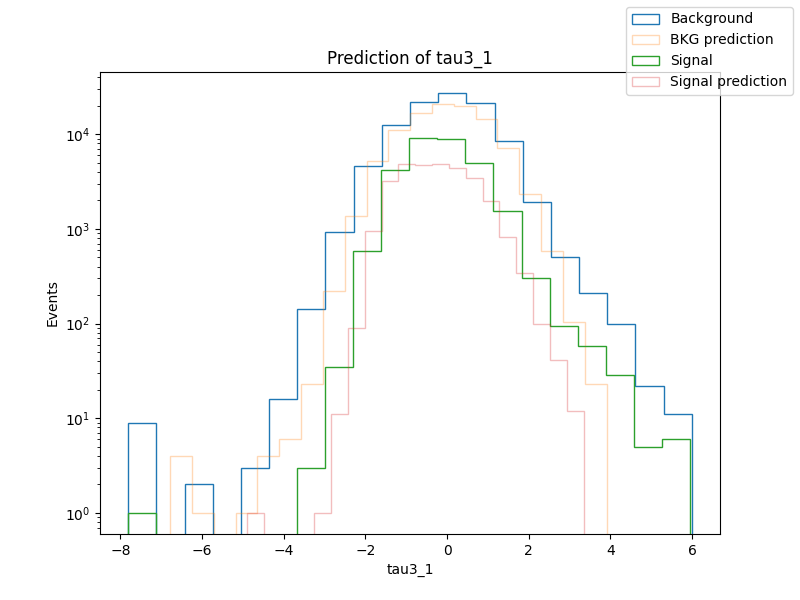 Background
BKG prediction
Signal
Signal prediction
Prediction of tau3_1
Events
10^4
10^3
10^2
10^1
10^0
−8 −6 −4 −2 0 2 4 6
tau3_1